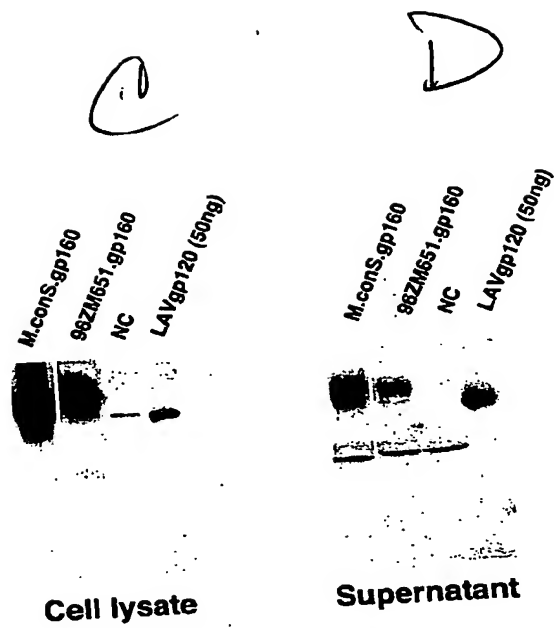 C
D
M.conS.gp160
96ZM651.gp160
NC
LAVgp120 (50ng)
M.conS.gp160
96ZM651.gp160
NC
LAVgp120 (50ng)
Cell lysate
Supernatant